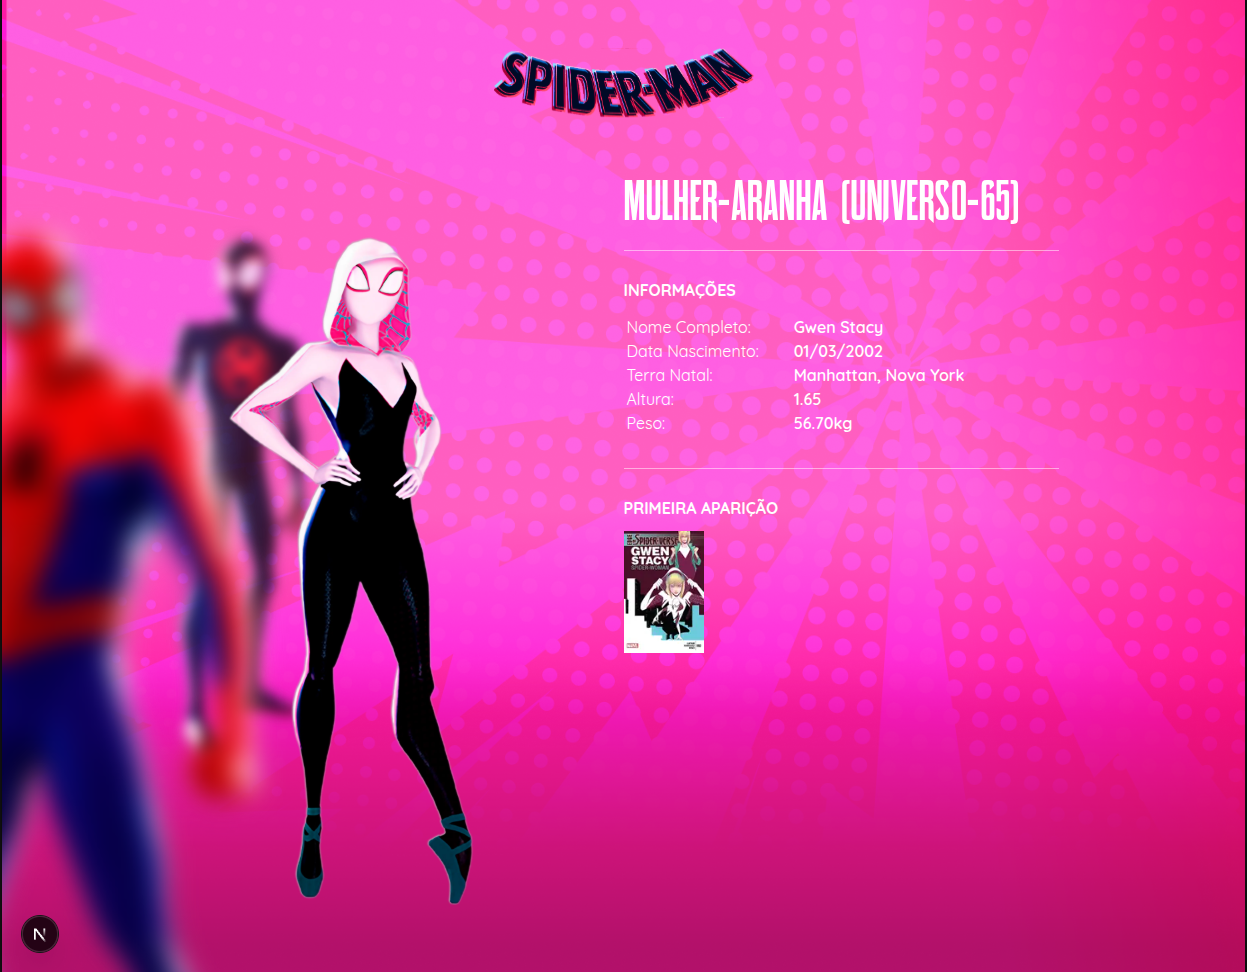 SPIDER-MAN
MULHER-ARANHA (UNIVERSO-65)
INFORMAÇÕES
Nome Completo: Gwen Stacy
Data Nascimento: 01/03/2002
Terra Natal: Manhattan, Nova York
Altura: 1.65
Peso: 56.70kg
PRIMEIRA APARIÇÃO
SPIDER-VERSE
GWEN
STACY
SPIDER-WOMAN
MARVEL
N